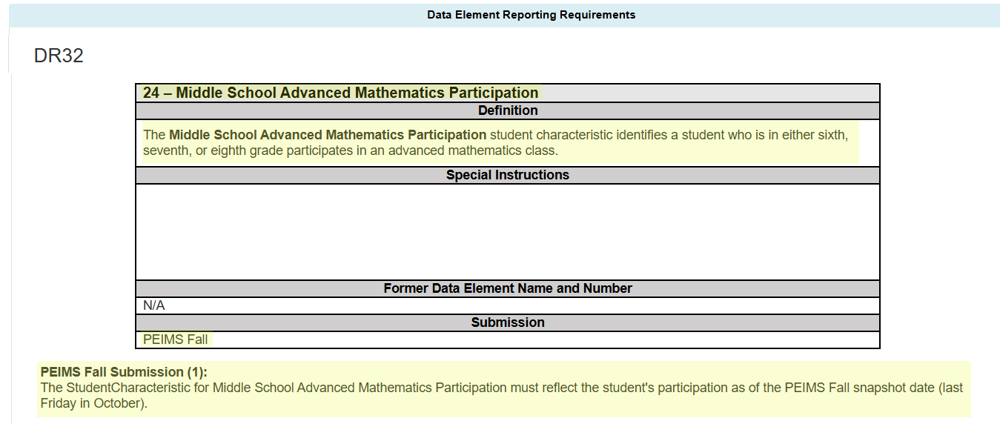 Data Element Reporting Requirements
DR32
24 – Middle School Advanced Mathematics Participation
Definition
The Middle School Advanced Mathematics Participation student characteristic identifies a student who is in either sixth,
seventh, or eighth grade participates in an advanced mathematics class.
Special Instructions
Former Data Element Name and Number
N/A
Submission
PEIMS Fall
PEIMS Fall Submission (1):
The StudentCharacteristic for Middle School Advanced Mathematics Participation must reflect the student's participation as of the PEIMS Fall snapshot date (last
Friday in October).